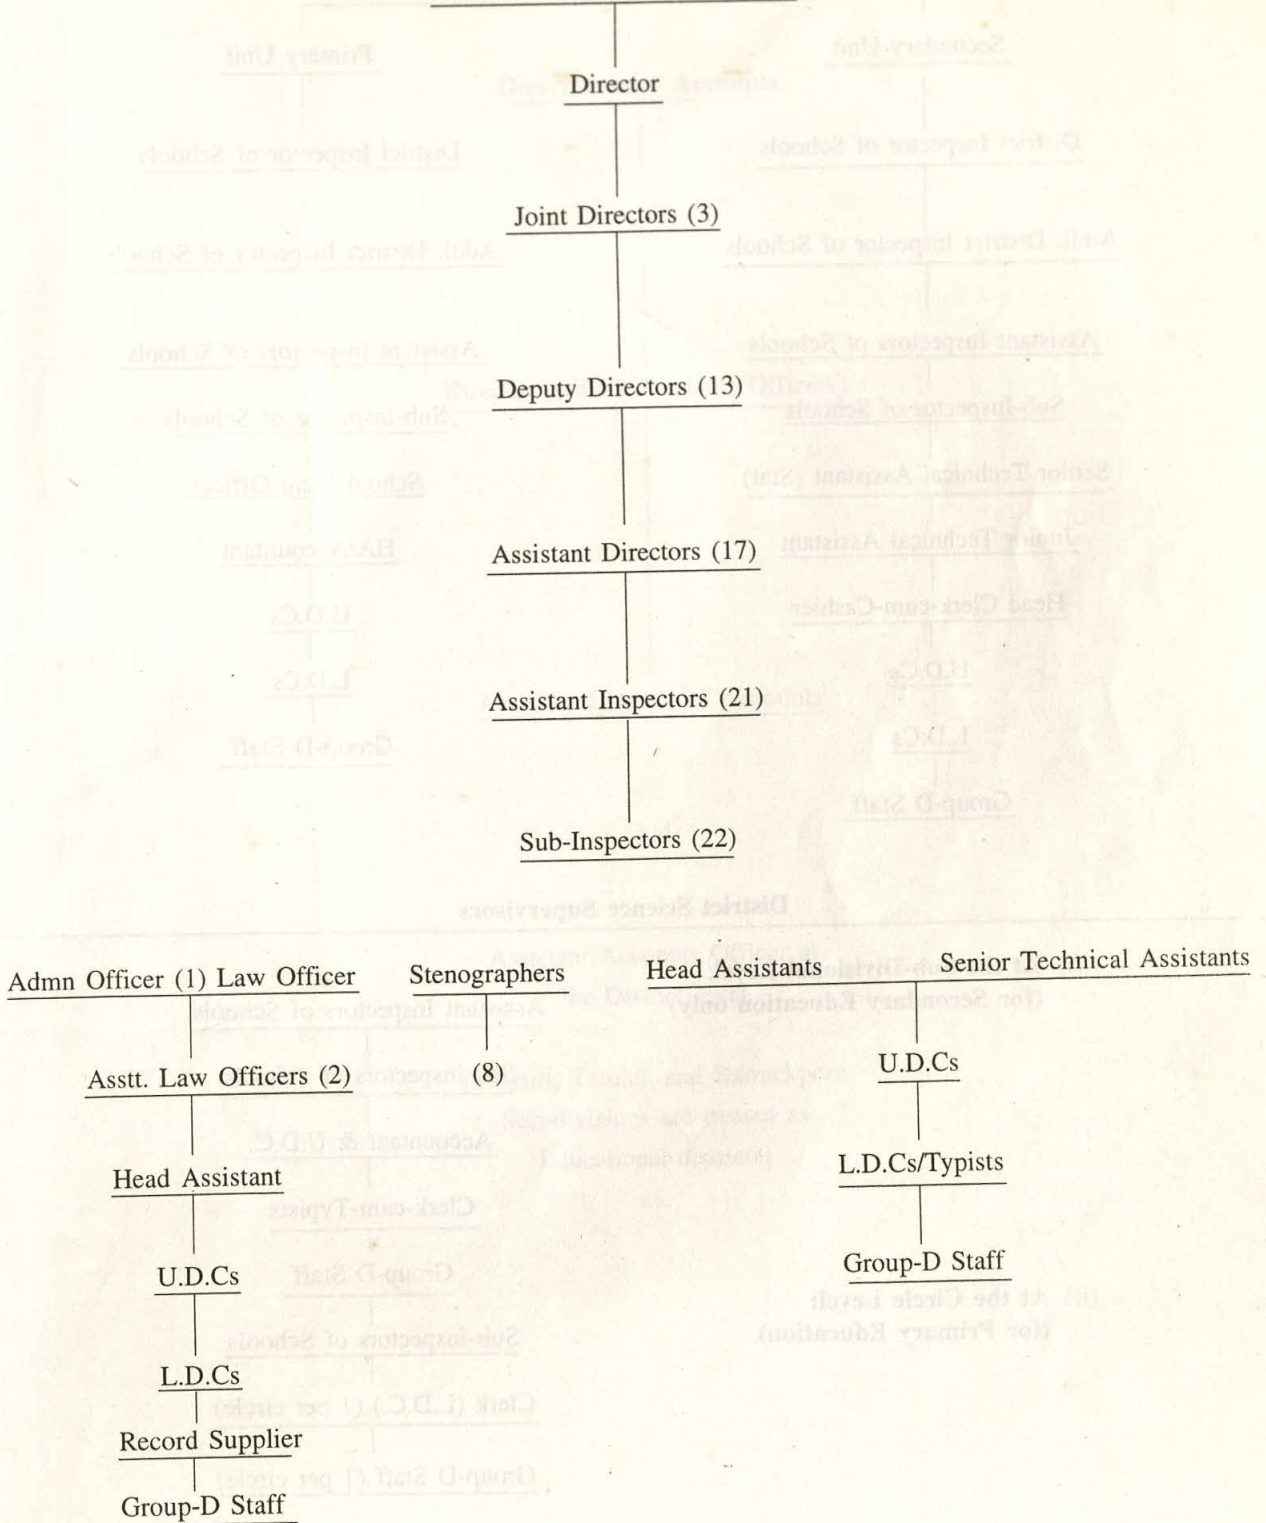 Director
Joint Directors (3)
Deputy Directors (13)
Assistant Directors (17)
Assistant Inspectors (21)
Sub-Inspectors (22)
Admn Officer (1) Law Officer
Stenographers
Head Assistants
Senior Technical Assistants
Asstt. Law Officers (2)
(8)
U.D.Cs
Head Assistant
L.D.Cs/Typists
U.D.Cs
Group-D Staff
L.D.Cs
Record Supplier
Group-D Staff